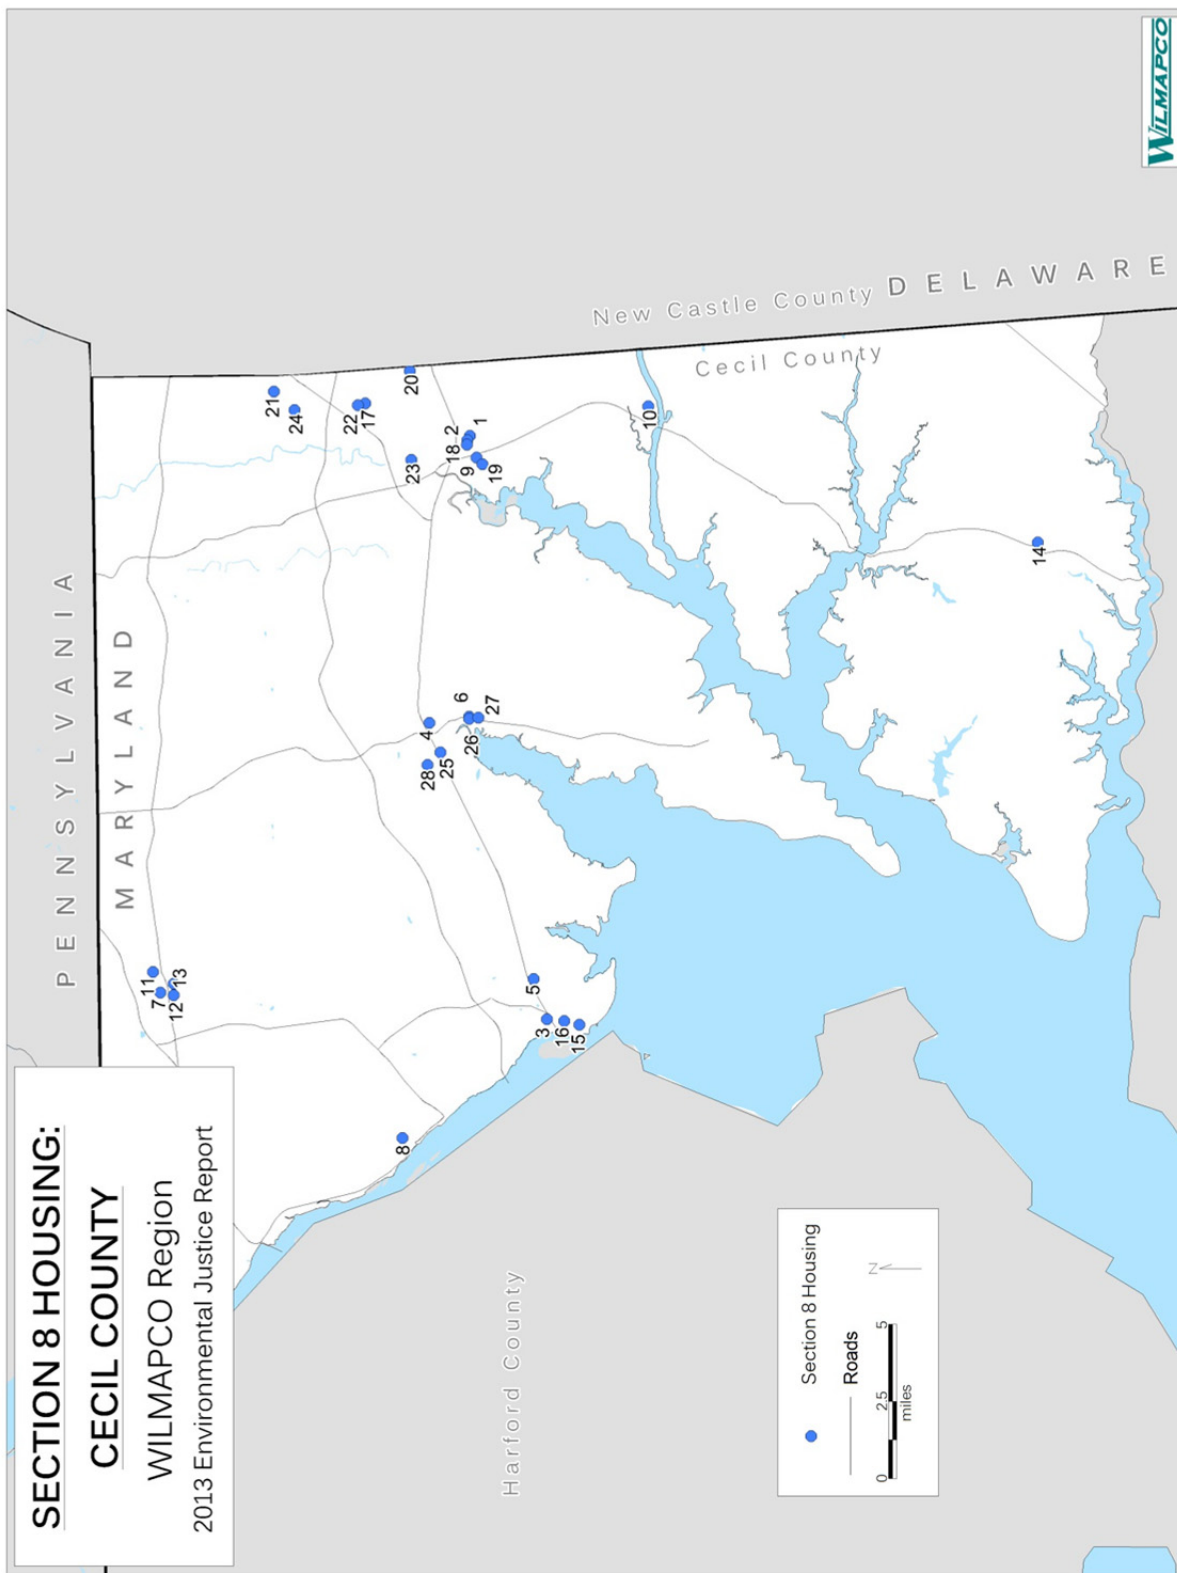 SECTION 8 HOUSING:
CECIL COUNTY
WILMAPCO Region
2013 Environmental Justice Report
PENNSYLVANIA
MARYLAND
11
7
12
13
21
24
22
17
20
23
2
1
18
9
19
4
6
26
27
28
25
5
3
16
15
8
10
14
New Castle County
DELAWARE
Cecil County
Harford County
Section 8 Housing
Roads
0 2.5 5
miles
N
WILMAPCO